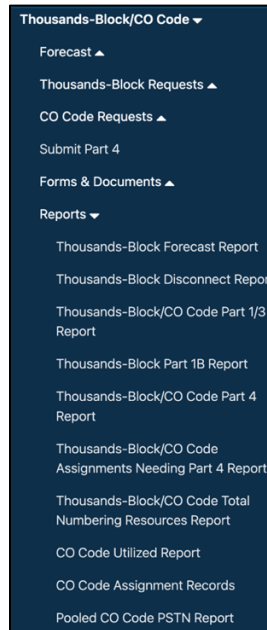 Thousands-Block/CO Code
Forecast
Thousands-Block Requests
CO Code Requests
Submit Part 4
Forms & Documents
Reports
Thousands-Block Forecast Report
Thousands-Block Disconnect Repor
Thousands-Block/CO Code Part 1/3
Report
Thousands-Block Part 1B Report
Thousands-Block/CO Code Part 4
Report
Thousands-Block/CO Code
Assignments Needing Part 4 Report
Thousands-Block/CO Code Total
Numbering Resources Report
CO Code Utilized Report
CO Code Assignment Records
Pooled CO Code PSTN Report